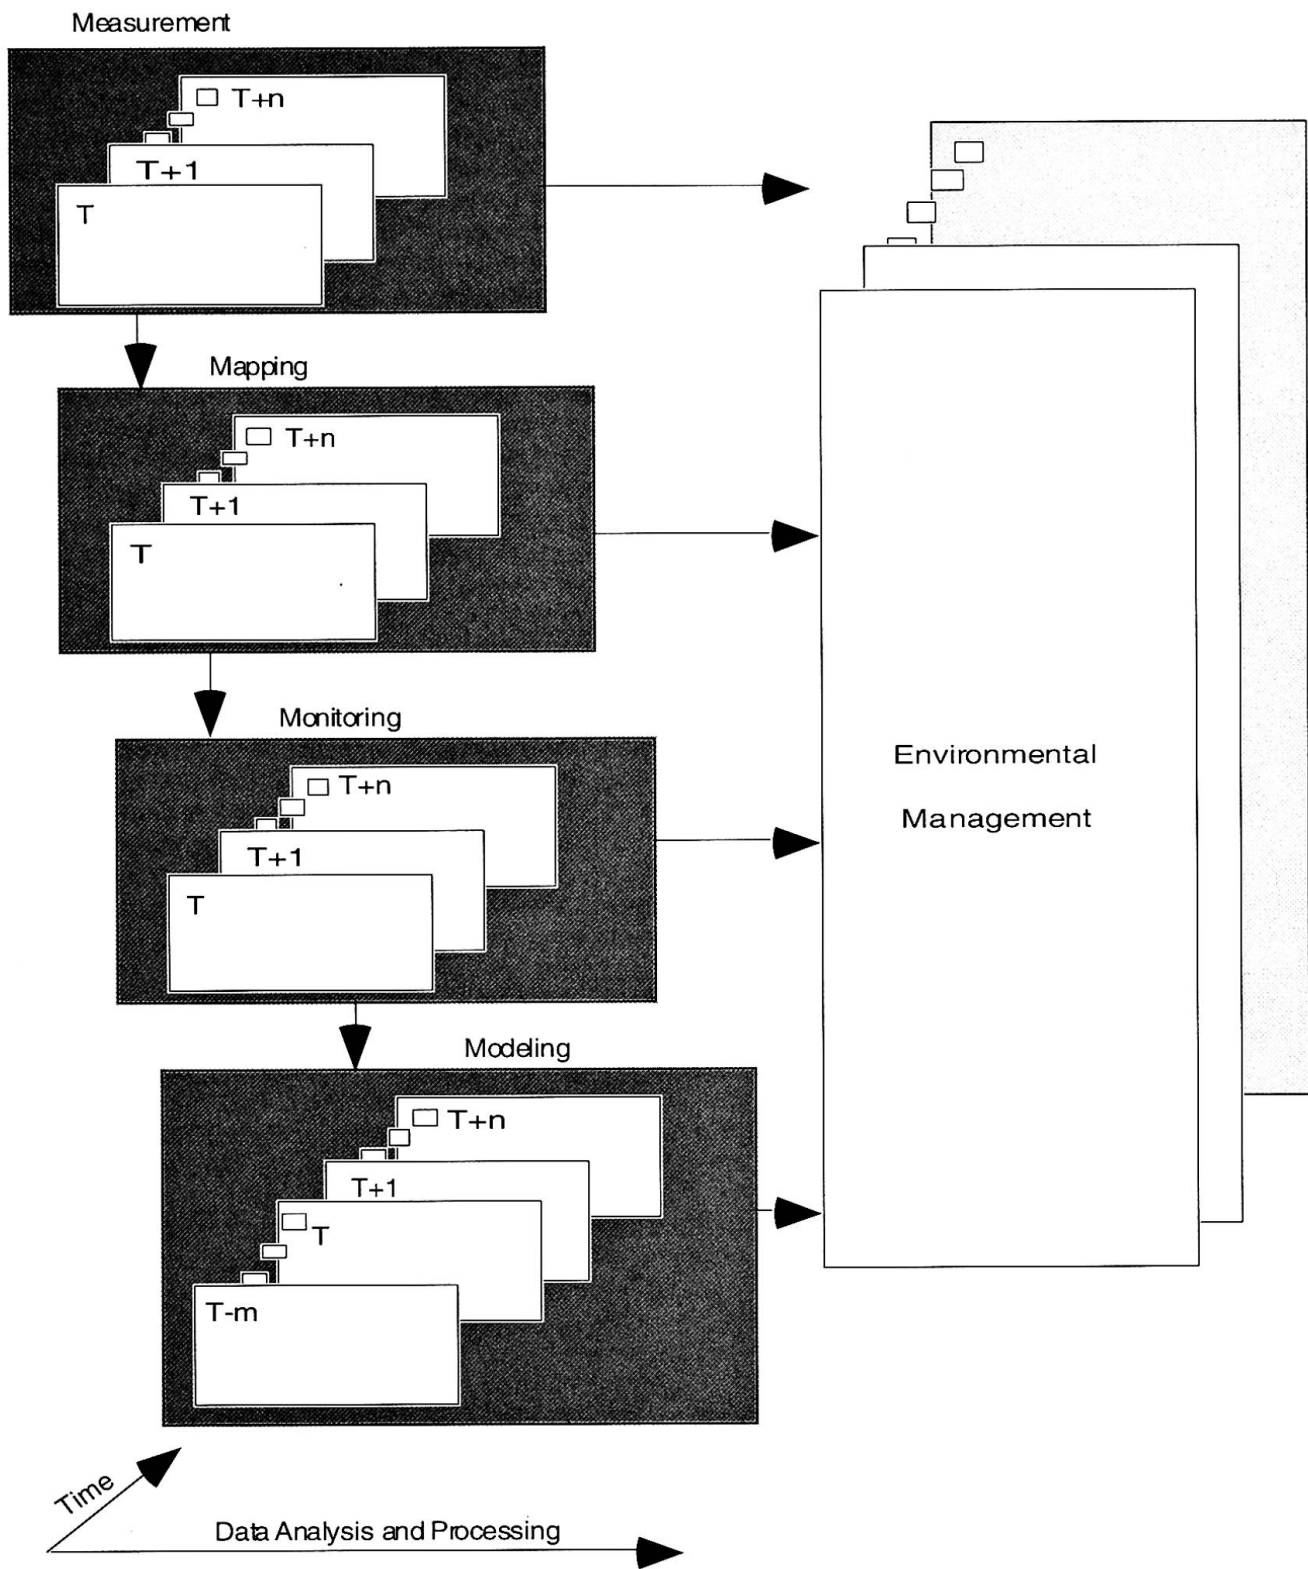 Measurement
T+n
T+1
T
Mapping
T+n
T+1
T
Monitoring
T+n
T+1
T
Environmental
Management
Modeling
T+n
T+1
T
T-m
Time
Data Analysis and Processing